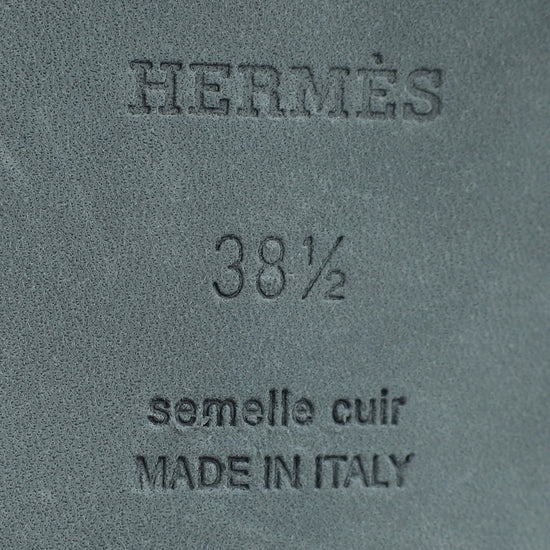 HERMÈS
38½
semelle cuir
MADE IN ITALY